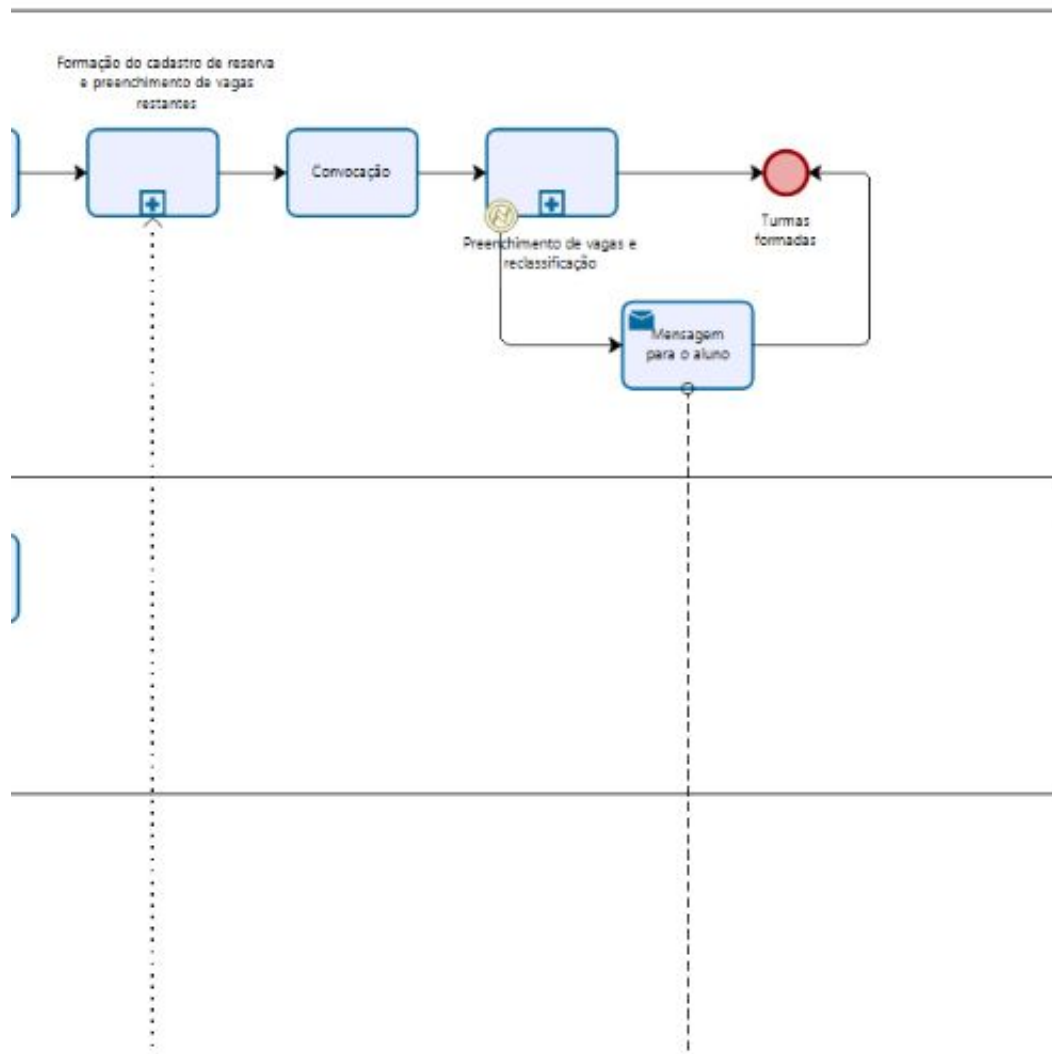 Formação do cadastro de reserva
e preenchimento de vagas
restantes
Convocação
Preenchimento de vagas e
reclassificação
Turmas
formadas
Mensagem
para o aluno